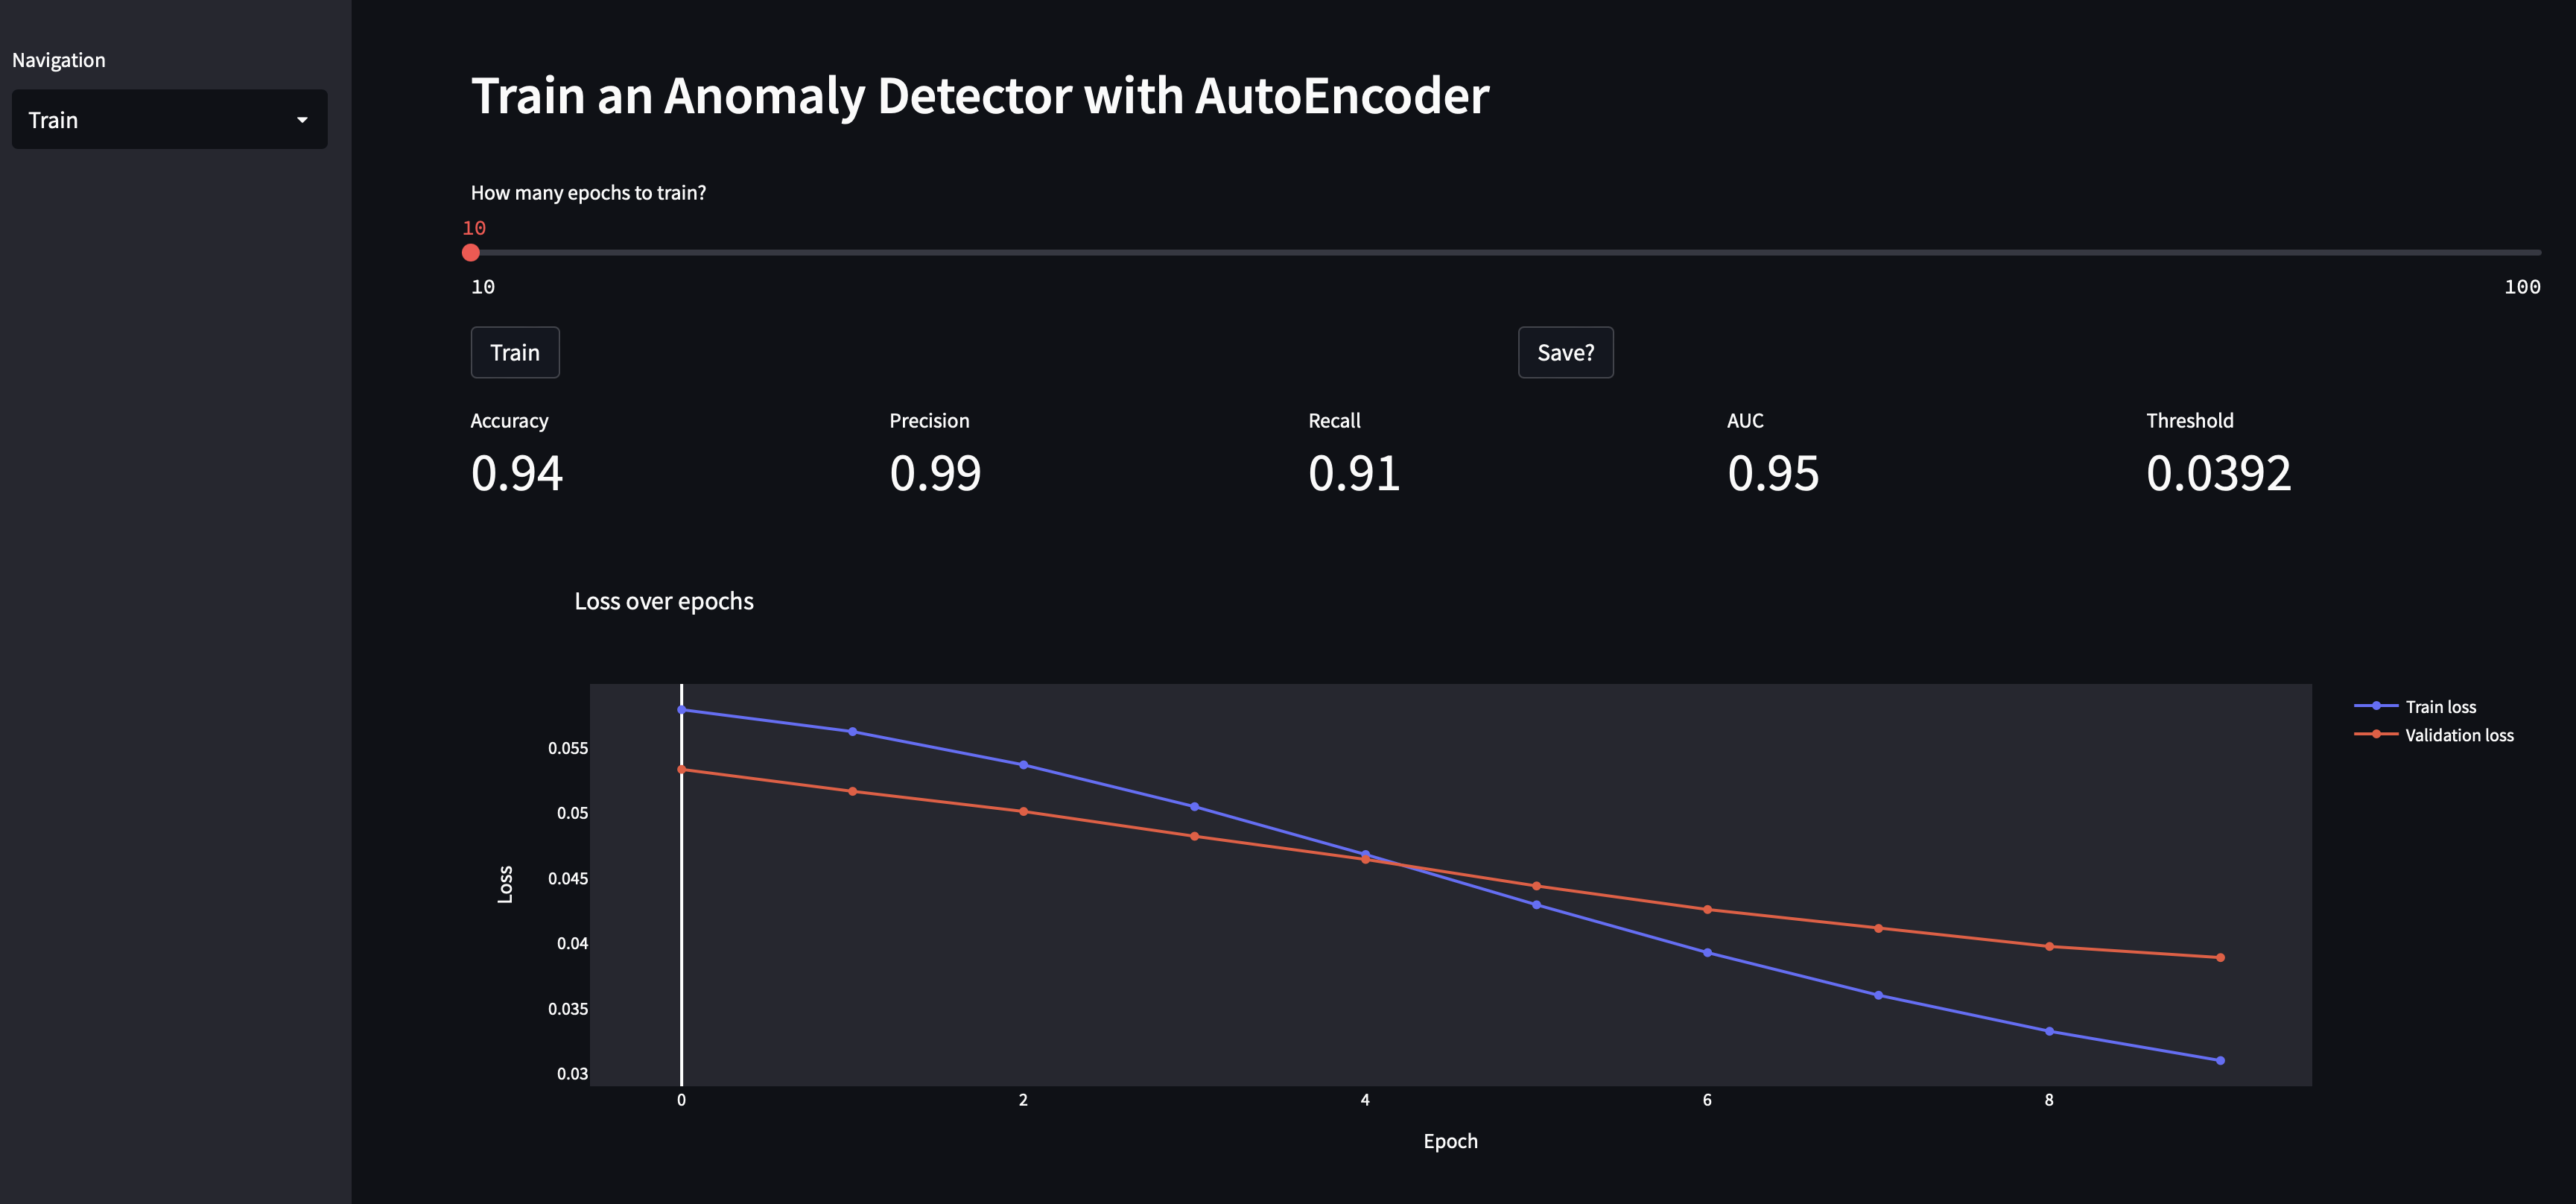 Navigation
Train
Train an Anomaly Detector with AutoEncoder
How many epochs to train?
10
10 100
Train Save?
Accuracy Precision Recall AUC Threshold
0.94 0.99 0.91 0.95 0.0392
Loss over epochs
Train loss
Validation loss
0.055
0.05
0.045
0.04
0.035
0.03
Loss
0 2 4 6 8
Epoch